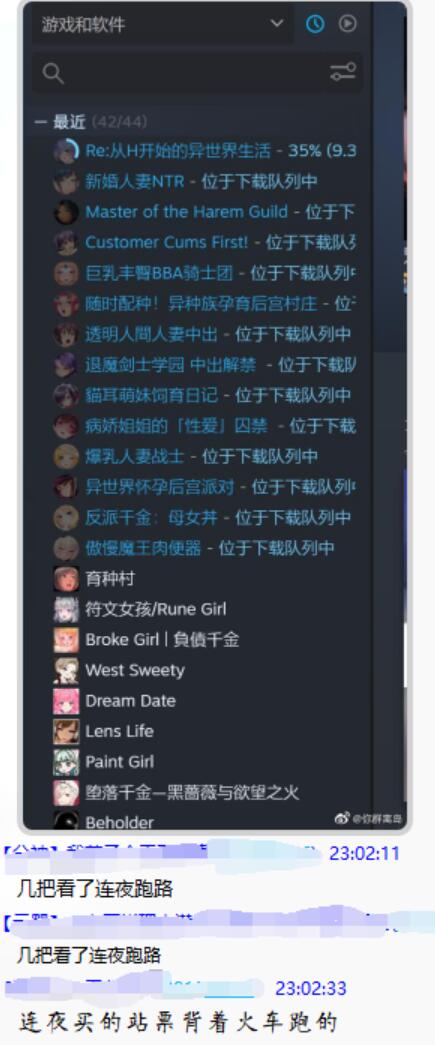 游戏和软件
最近 (42/44)
Re:从H开始的异世界生活 - 35% (9.3
新婚人妻NTR - 位于下载队列中
Master of the Harem Guild - 位于下
Customer Cums First! - 位于下载队列
巨乳丰臀BBA骑士团 - 位于下载队列中
随时配种！异种族孕育后宫村庄 - 位于
透明人間人妻中出 - 位于下载队列中
退魔剑士学园 中出解禁 - 位于下载队
貓耳萌妹饲育日记 - 位于下载队列中
病娇姐姐的「性爱」囚禁 - 位于下载
爆乳人妻战士 - 位于下载队列中
异世界怀孕后宫派对 - 位于下载队列中
反派千金：母女丼 - 位于下载队列中
傲慢魔王肉便器 - 位于下载队列中
育种村
符文女孩/Rune Girl
Broke Girl | 負債千金
West Sweety
Dream Date
Lens Life
Paint Girl
堕落千金—黑蔷薇与欲望之火
Beholder
@你群离岛
23:02:11
几把看了连夜跑路
几把看了连夜跑路
23:02:33
连夜买的站票背着火车跑的